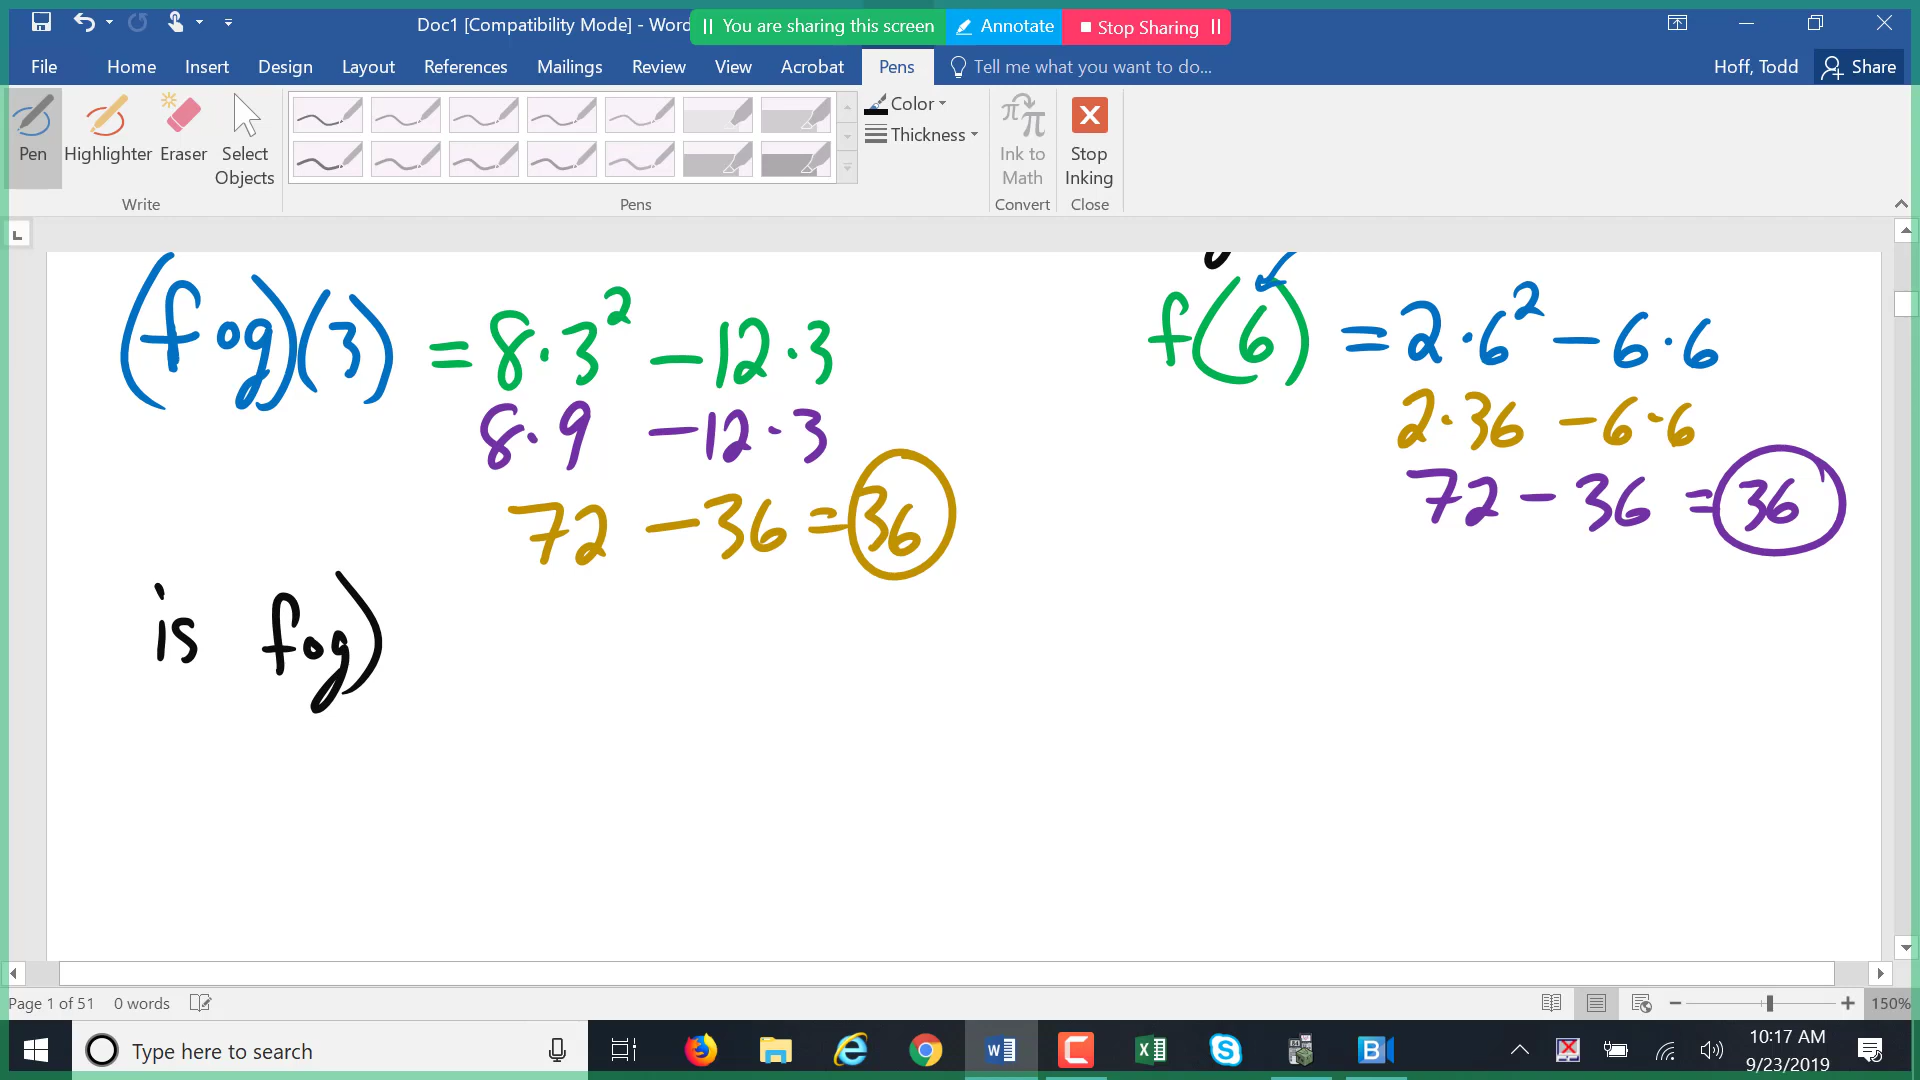 Doc1 [Compatibility Mode] - Word
You are sharing this screen
Annotate
Stop Sharing
File Home Insert Design Layout References Mailings Review View Acrobat Pens Tell me what you want to do... Hoff, Todd Share
Pen Highlighter Eraser Select Objects
Color
Thickness
Ink to Math
Stop Inking
Write Pens Convert Close
(fog)(3) = 8·3² - 12·3
8·9 - 12·3
72 - 36 = 36
f(6) = 2·6² - 6·6
2·36 - 6·6
72 - 36 = 36
is fog)
Page 1 of 51 0 words 150%
Type here to search
10:17 AM
9/23/2019